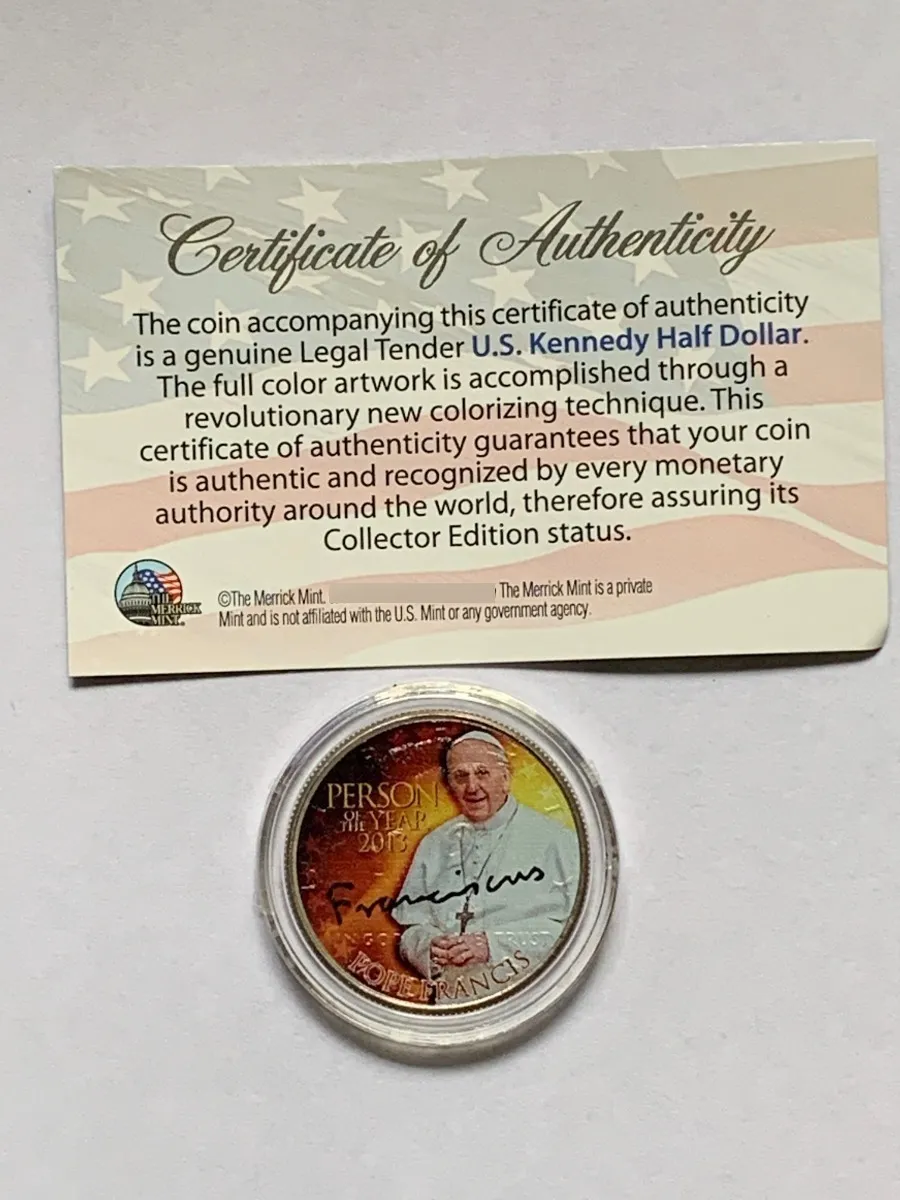 Certificate of Authenticity
The coin accompanying this certificate of authenticity
is a genuine Legal Tender U.S. Kennedy Half Dollar.
The full color artwork is accomplished through a
revolutionary new colorizing technique. This
certificate of authenticity guarantees that your coin
is authentic and recognized by every monetary
authority around the world, therefore assuring its
Collector Edition status.
THE
MERRICK
MINT
©The Merrick Mint. The Merrick Mint is a private
Mint and is not affiliated with the U.S. Mint or any government agency.
PERSON
OF THE YEAR
2013
Franciscus
IN GOD TRUST
POPE FRANCIS